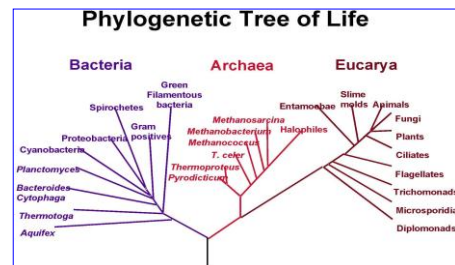 Phylogenetic Tree of Life
Bacteria
Archaea
Eucarya
Green
Filamentous
bacteria
Spirochetes
Gram
positives
Proteobacteria
Cyanobacteria
Planctomyces
Bacteroides
Cytophaga
Thermotoga
Aquifex
Methanosarcina
Methanobacterium
Methanococcus
T. celer
Thermoproteus
Pyrodicticum
Halophiles
Entamoebae
Slime
molds
Animals
Fungi
Plants
Ciliates
Flagellates
Trichomonads
Microsporidia
Diplomonads